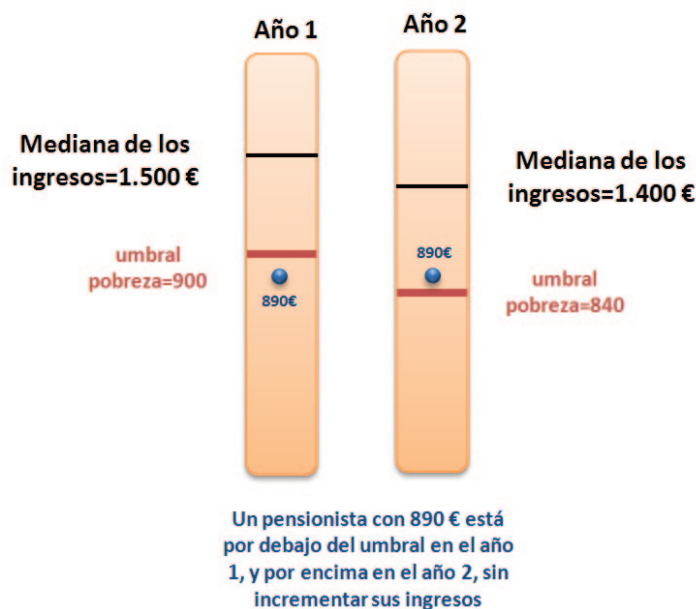 Año 1
Año 2
Mediana de los
ingresos=1.500 €
Mediana de los
ingresos=1.400 €
umbral
pobreza=900
890€
890€
umbral
pobreza=840
Un pensionista con 890 € está
por debajo del umbral en el año
1, y por encima en el año 2, sin
incrementar sus ingresos